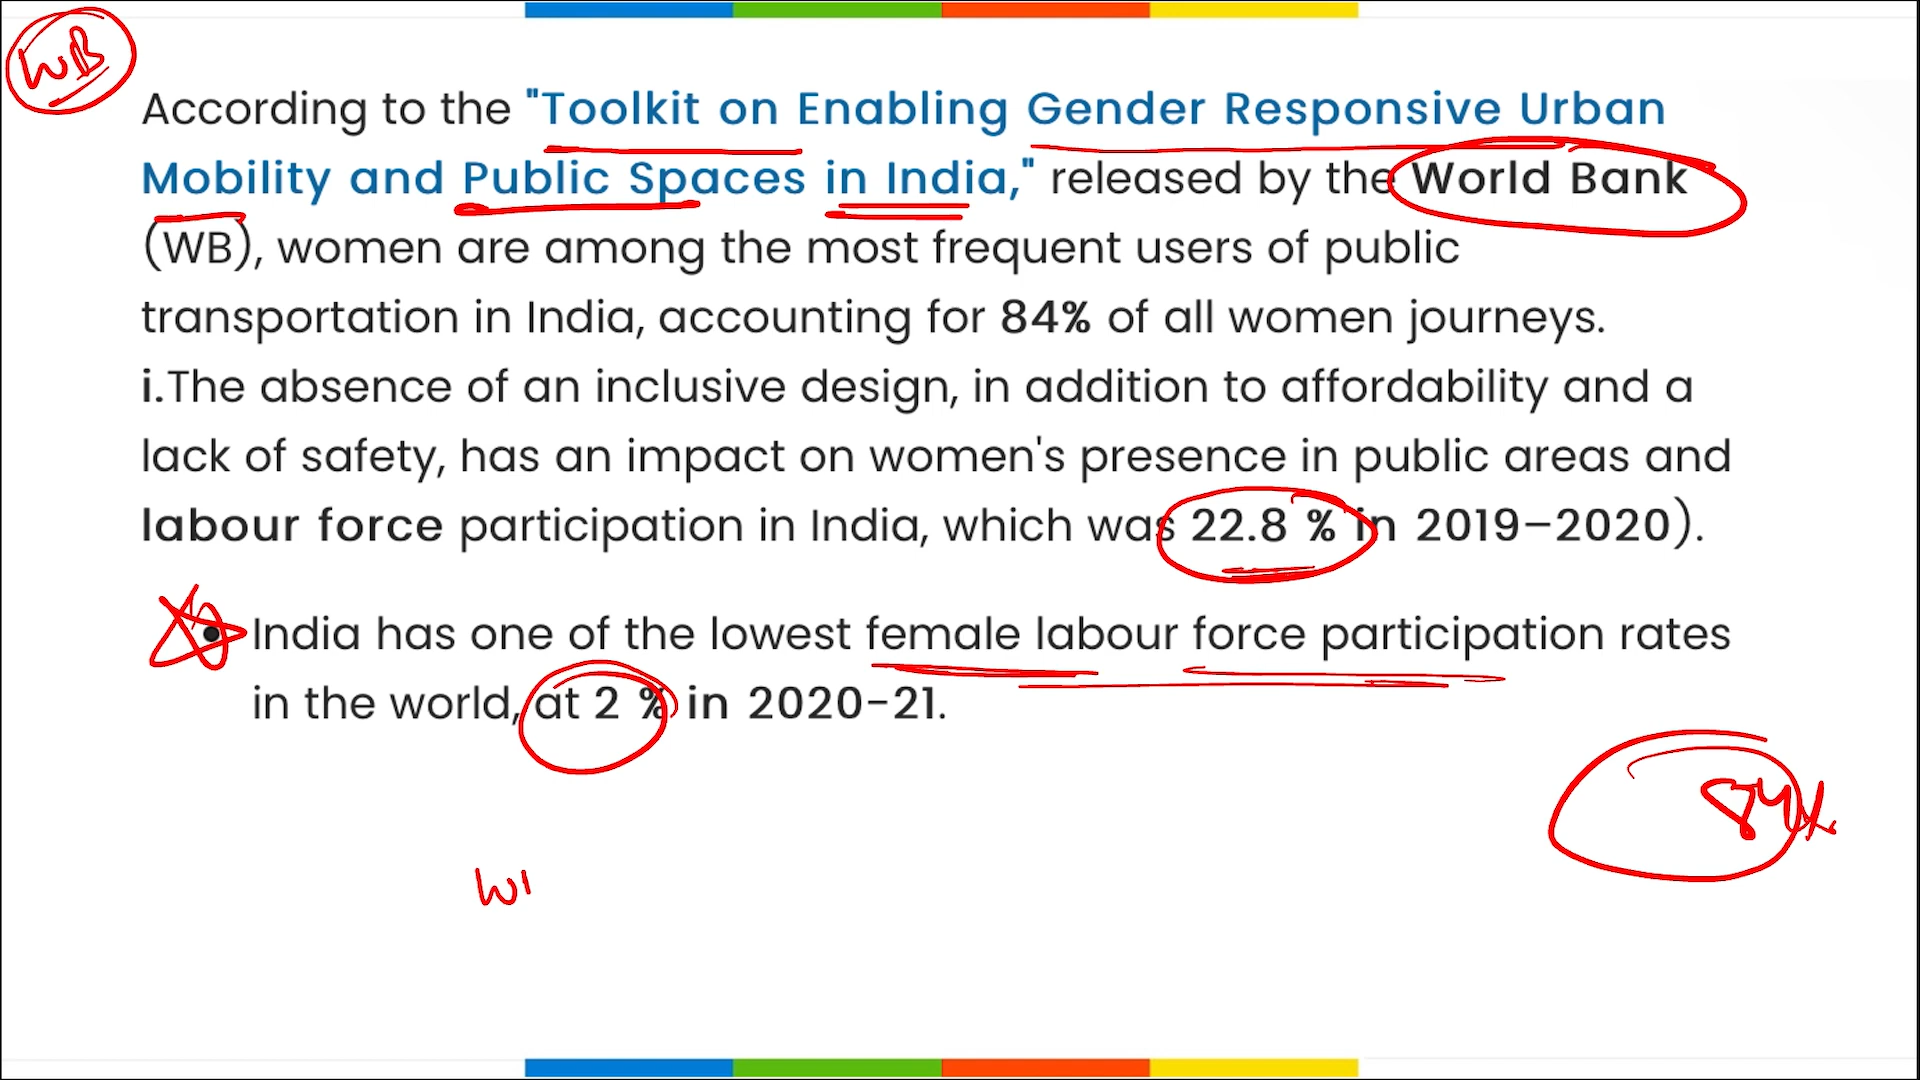 WB
According to the "Toolkit on Enabling Gender Responsive Urban
Mobility and Public Spaces in India," released by the World Bank
(WB), women are among the most frequent users of public
transportation in India, accounting for 84% of all women journeys.
i.The absence of an inclusive design, in addition to affordability and a
lack of safety, has an impact on women's presence in public areas and
labour force participation in India, which was 22.8 % in 2019–2020).
• India has one of the lowest female labour force participation rates
in the world, at 2 % in 2020-21.
84%